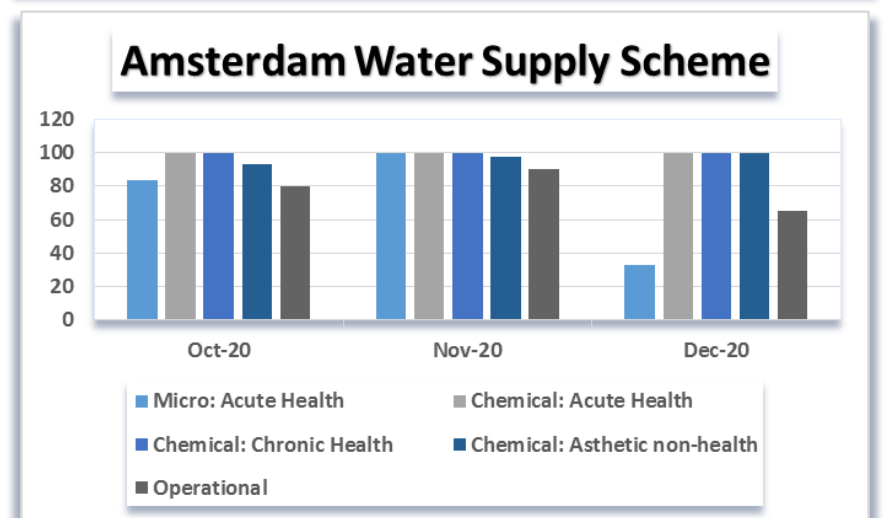 Amsterdam Water Supply Scheme
120
100
80
60
40
20
0
Oct-20 Nov-20 Dec-20
Micro: Acute Health Chemical: Acute Health
Chemical: Chronic Health Chemical: Asthetic non-health
Operational